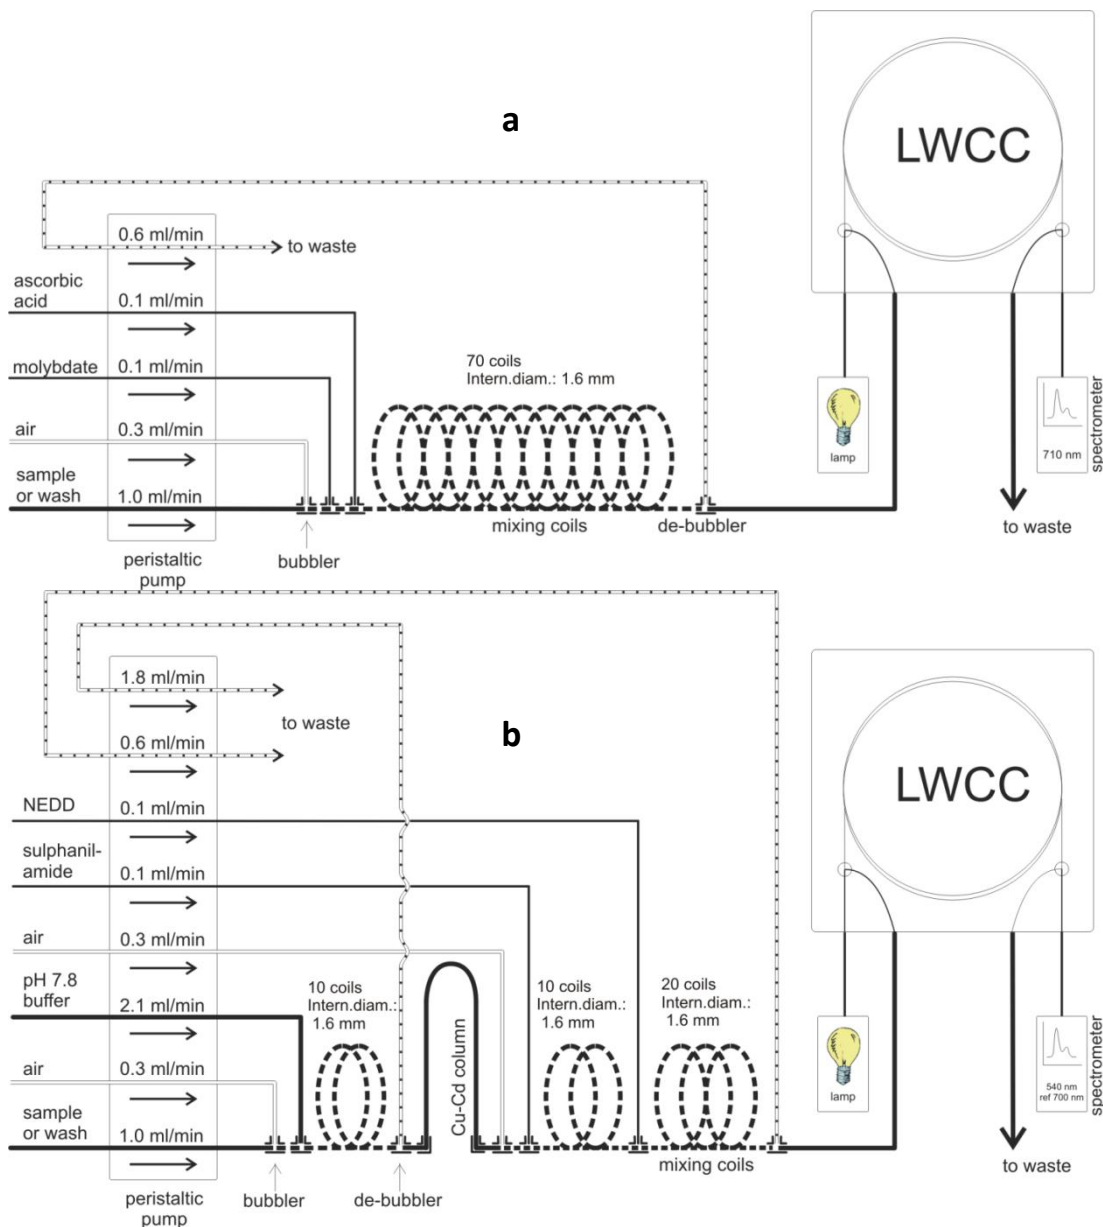 a
LWCC
0.6 ml/min
to waste
ascorbic
acid
0.1 ml/min
molybdate
0.1 ml/min
70 coils
Intern.diam.: 1.6 mm
air
0.3 ml/min
sample
or wash
1.0 ml/min
mixing coils
de-bubbler
bubbler
peristaltic
pump
lamp
710 nm
spectrometer
to waste
b
LWCC
1.8 ml/min
to waste
0.6 ml/min
NEDD
0.1 ml/min
sulphanil-
amide
0.1 ml/min
air
0.3 ml/min
pH 7.8
buffer
2.1 ml/min
10 coils
Intern.diam.:
1.6 mm
10 coils
Intern.diam.:
1.6 mm
20 coils
Intern.diam.:
1.6 mm
air
0.3 ml/min
sample
or wash
1.0 ml/min
Cu-Cd column
mixing coils
peristaltic
pump
bubbler
de-bubbler
lamp
540 nm
ref 700 nm
spectrometer
to waste